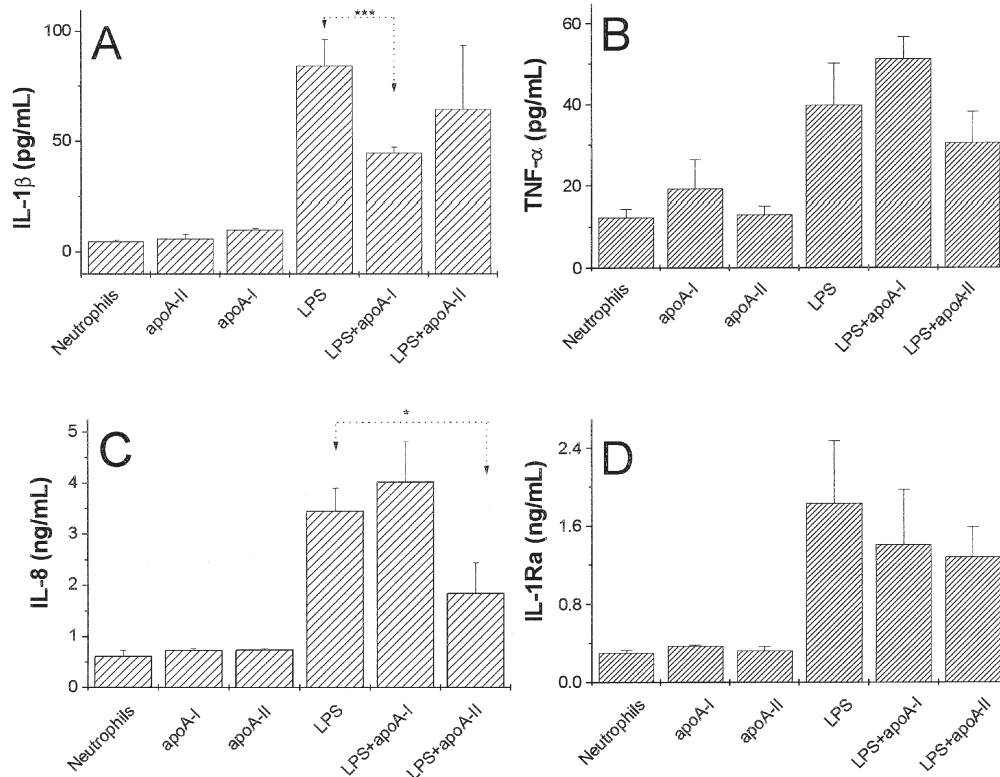 A
IL-1β (pg/mL)
100
50
0
***
Neutrophils
apoA-II
apoA-I
LPS
LPS+apoA-I
LPS+apoA-II
B
TNF-α (pg/mL)
60
40
20
0
Neutrophils
apoA-I
apoA-II
LPS
LPS+apoA-I
LPS+apoA-II
C
IL-8 (ng/mL)
5
4
3
2
1
0
*
Neutrophils
apoA-I
apoA-II
LPS
LPS+apoA-I
LPS+apoA-II
D
IL-1Ra (ng/mL)
2.4
1.6
0.8
0.0
Neutrophils
apoA-I
apoA-II
LPS
LPS+apoA-I
LPS+apoA-II